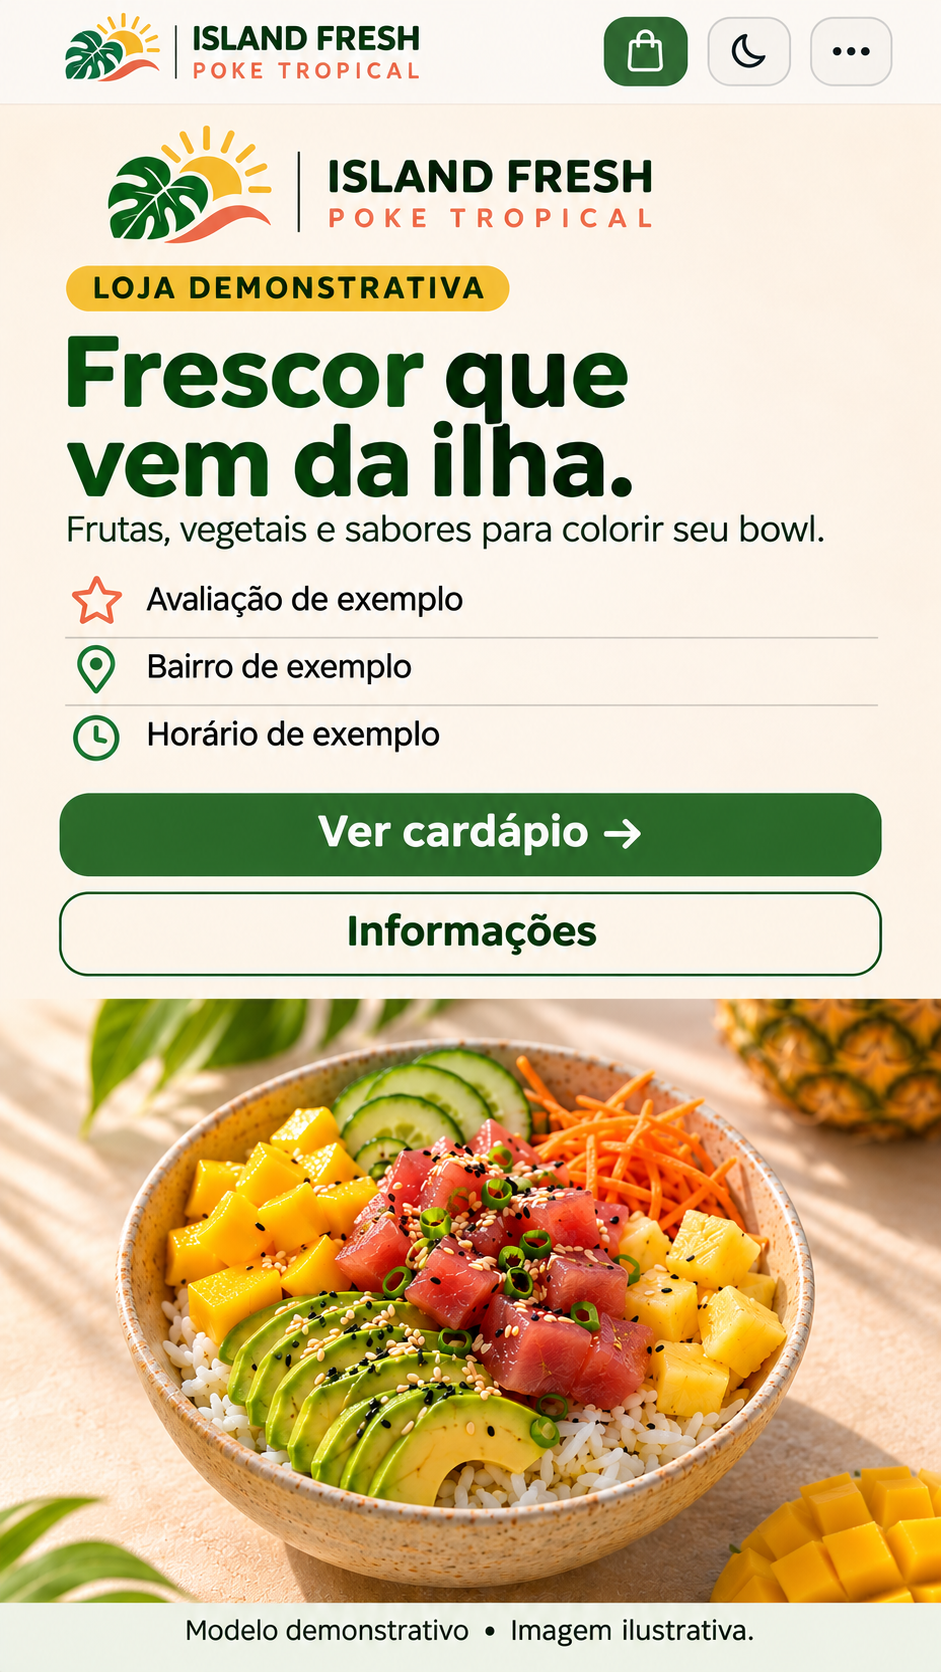 ISLAND FRESH
POKE TROPICAL
ISLAND FRESH
POKE TROPICAL
LOJA DEMONSTRATIVA
Frescor que
vem da ilha.
Frutas, vegetais e sabores para colorir seu bowl.
Avaliação de exemplo
Bairro de exemplo
Horário de exemplo
Ver cardápio →
Informações
Modelo demonstrativo • Imagem ilustrativa.